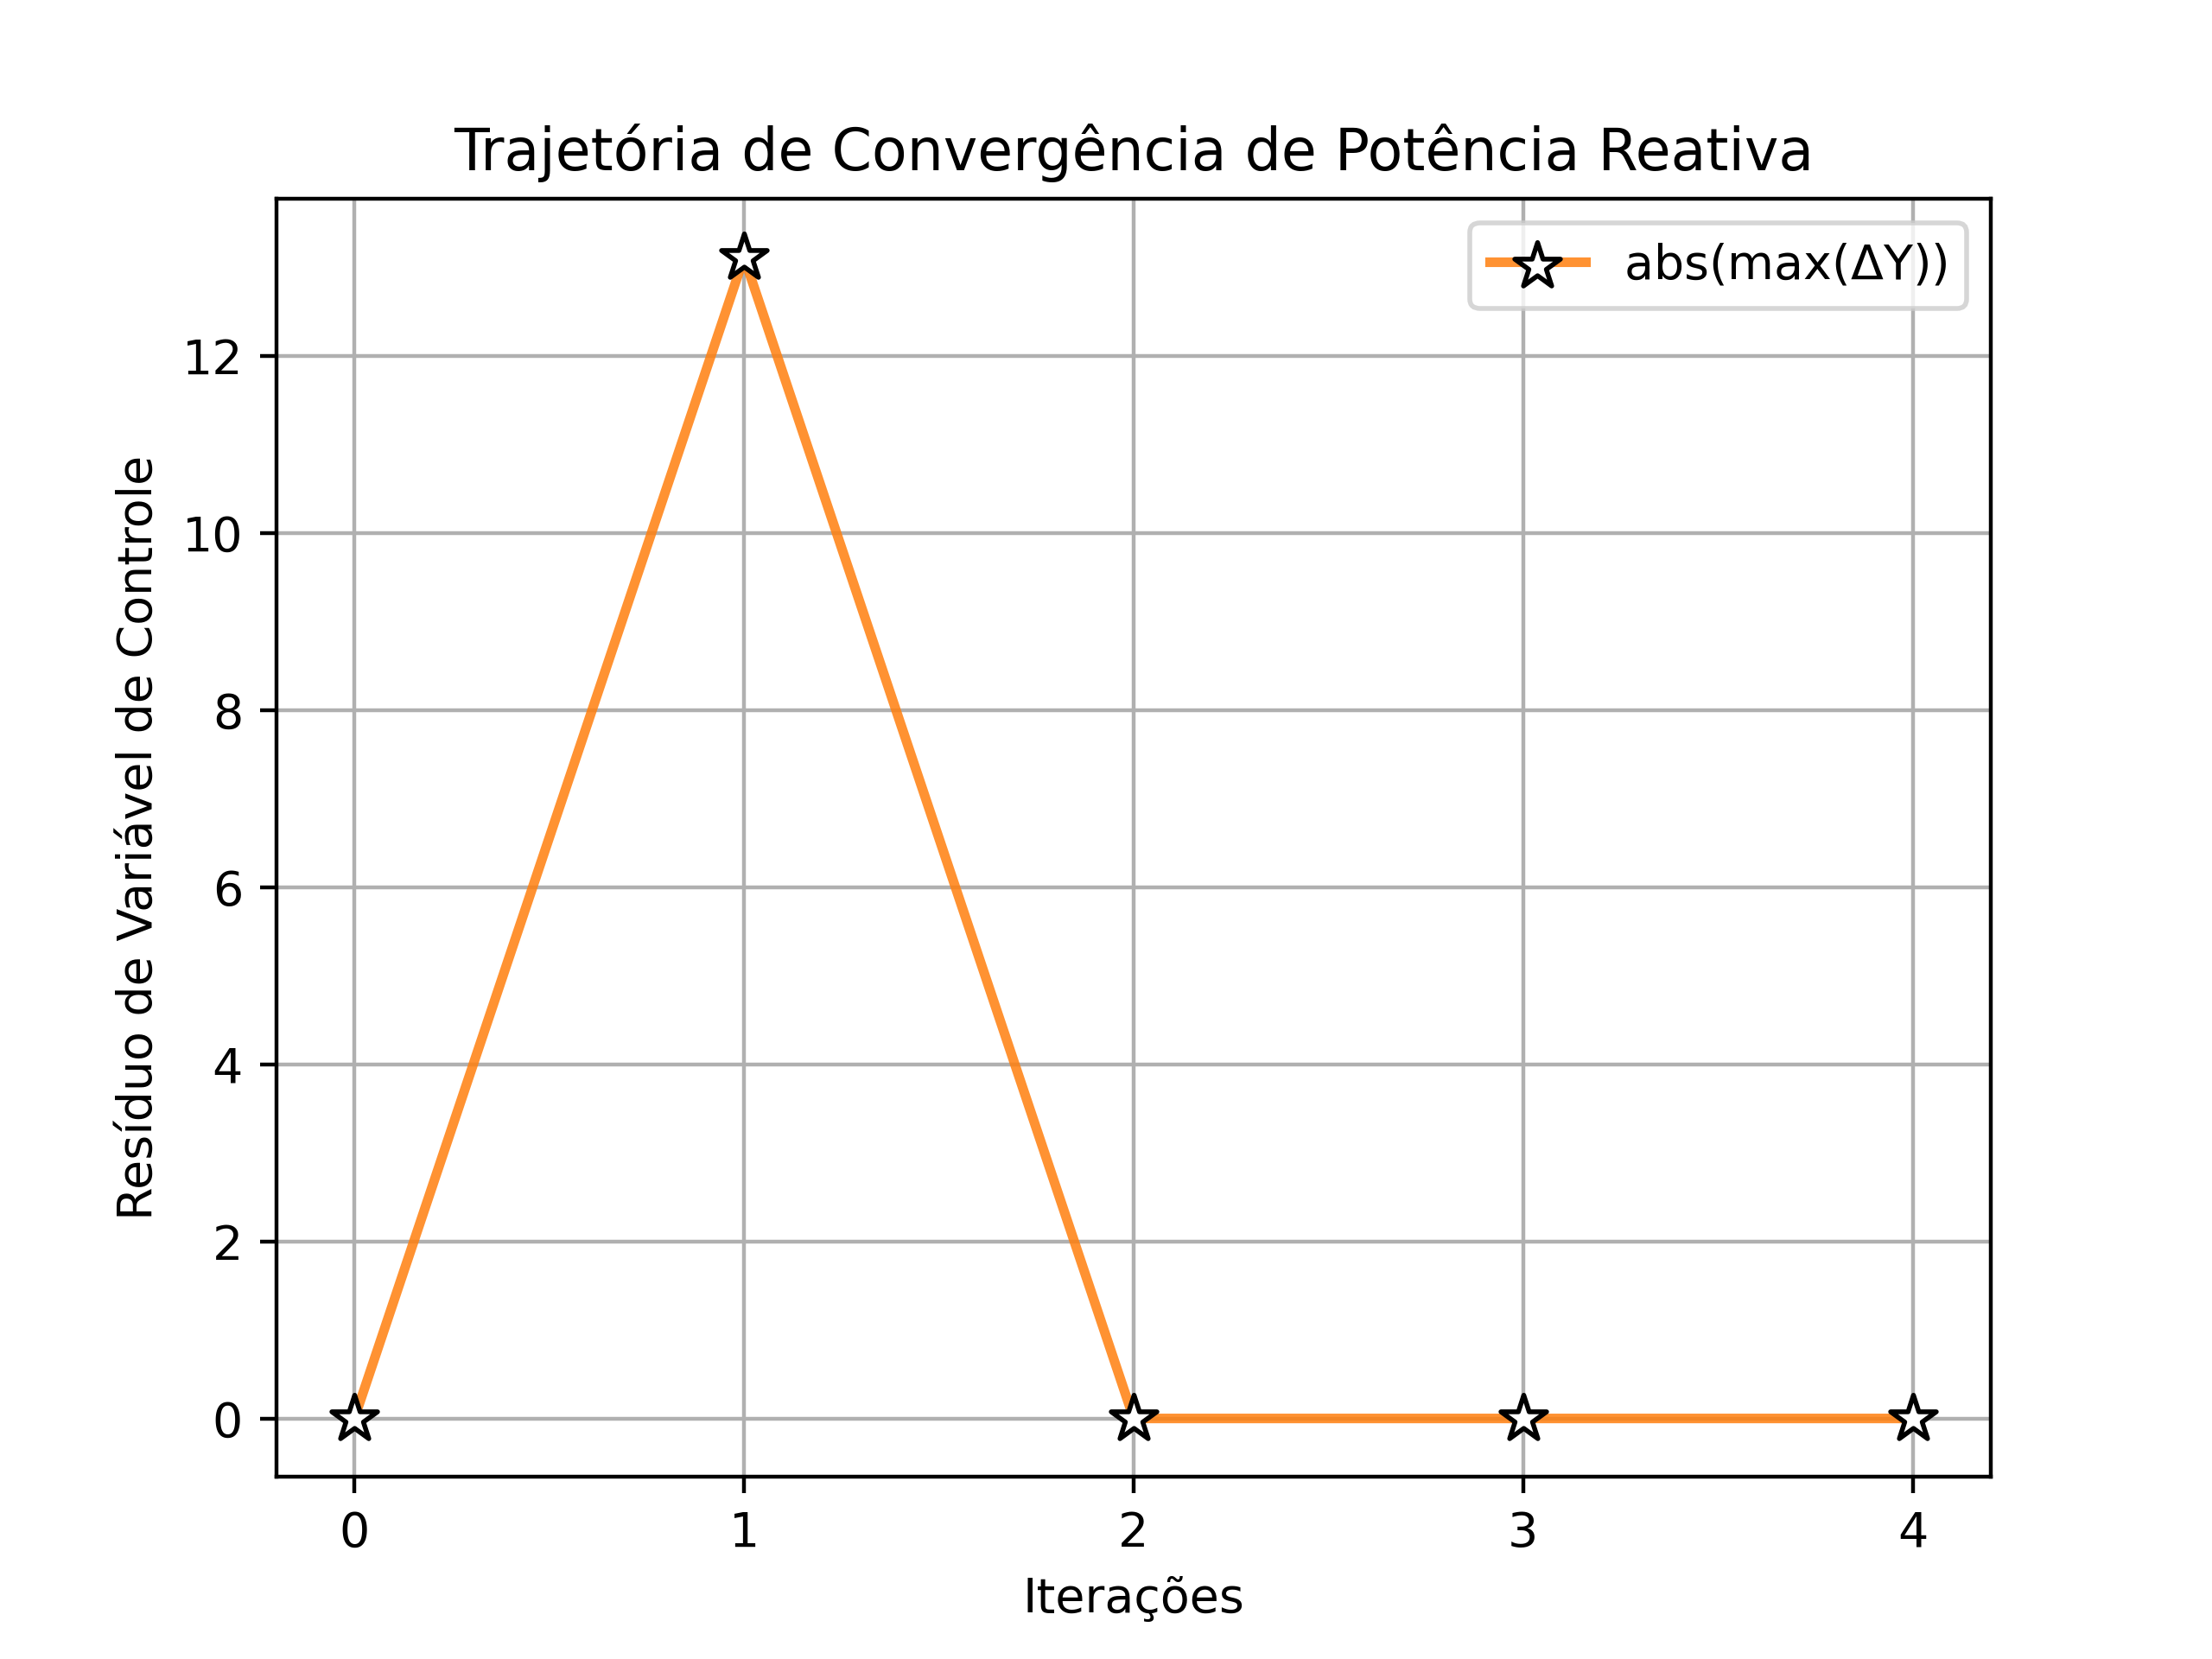 Trajetória de Convergência de Potência Reativa
abs(max(ΔY))
Resíduo de Variável de Controle
12
10
8
6
4
2
0
0 1 2 3 4
Iterações